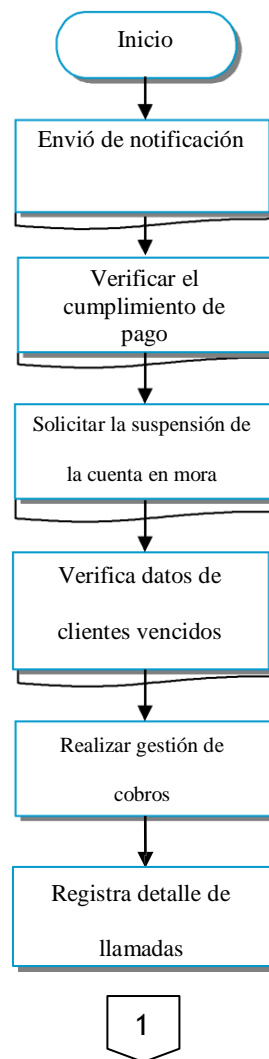 Inicio
Envió de notificación
Verificar el
cumplimiento de
pago
Solicitar la suspensión de
la cuenta en mora
Verifica datos de
clientes vencidos
Realizar gestión de
cobros
Registra detalle de
llamadas
1